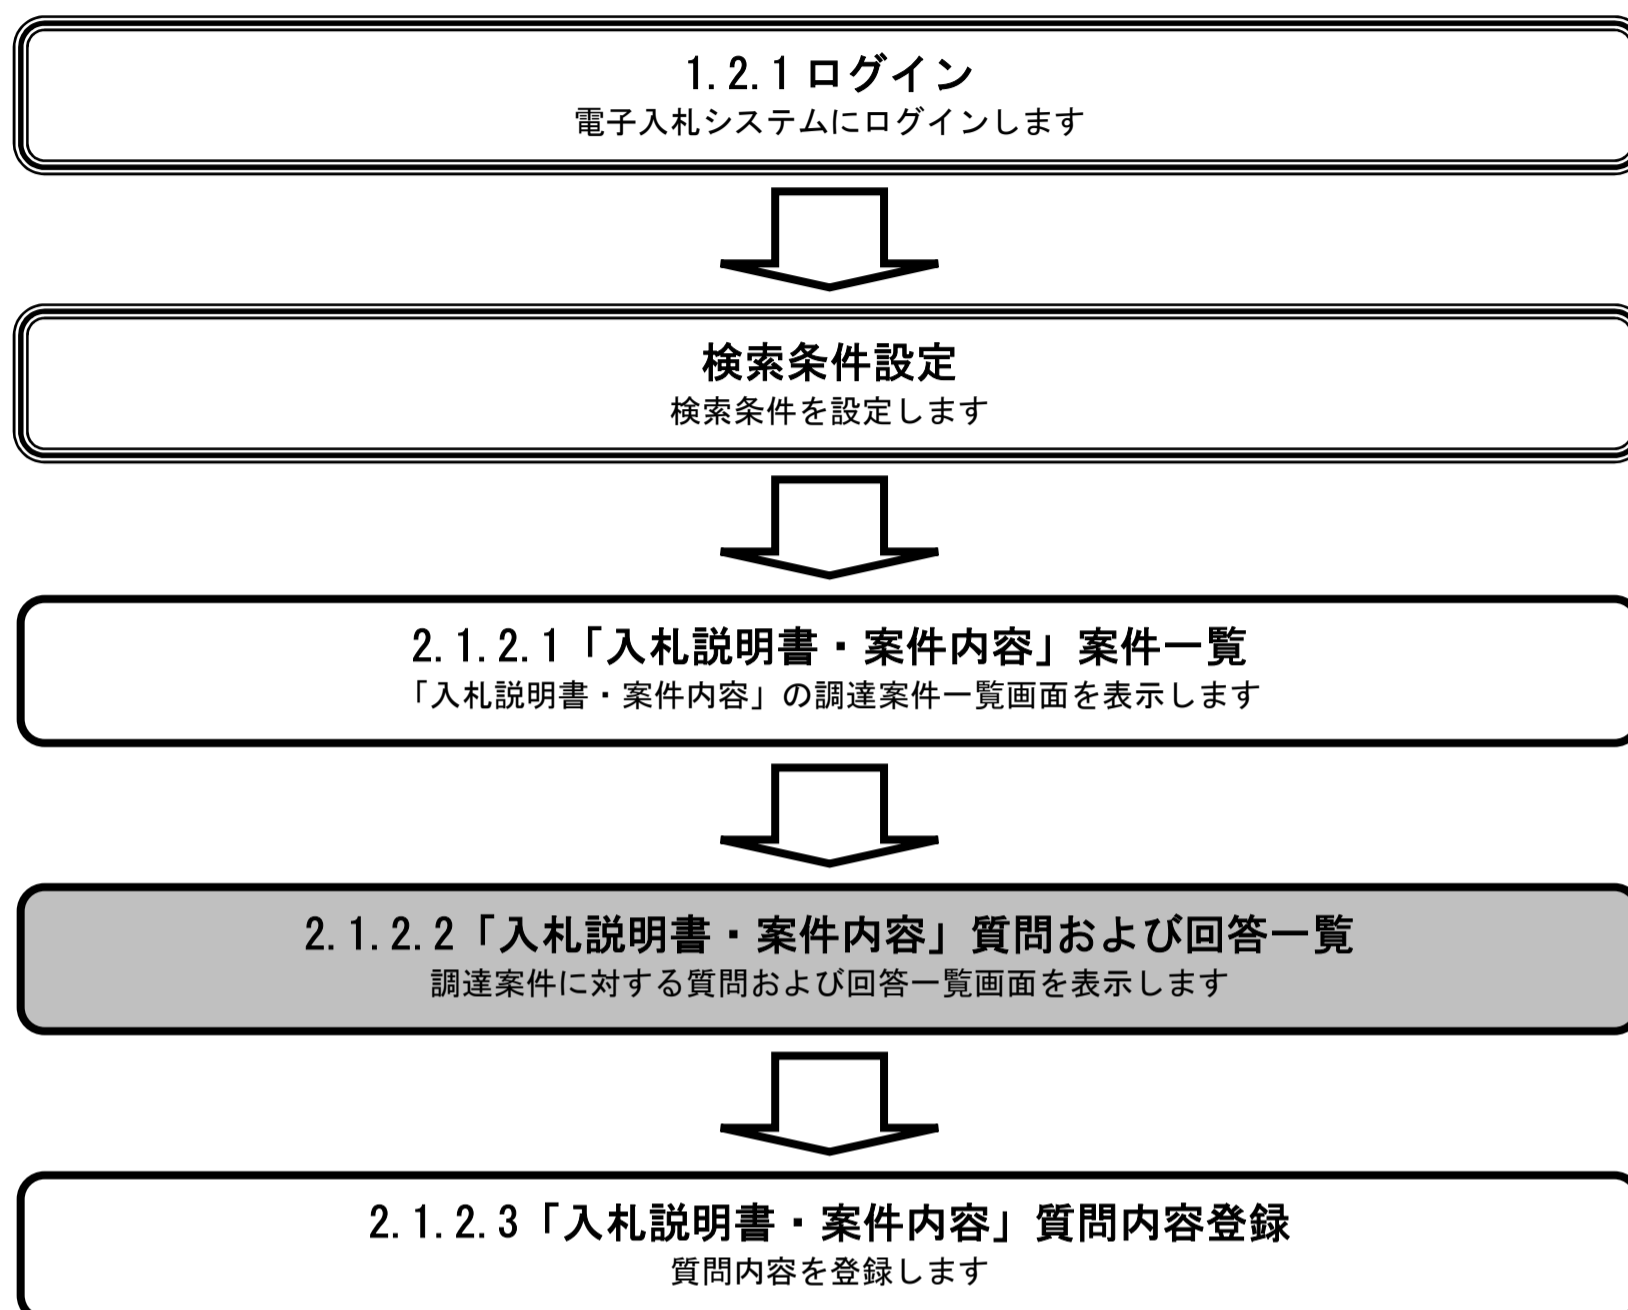 1.2.1 ログイン
電子入札システムにログインします
検索条件設定
検索条件を設定します
2.1.2.1「入札説明書・案件内容」案件一覧
「入札説明書・案件内容」の調達案件一覧画面を表示します
2.1.2.2「入札説明書・案件内容」質問および回答一覧
調達案件に対する質問および回答一覧画面を表示します
2.1.2.3「入札説明書・案件内容」質問内容登録
質問内容を登録します